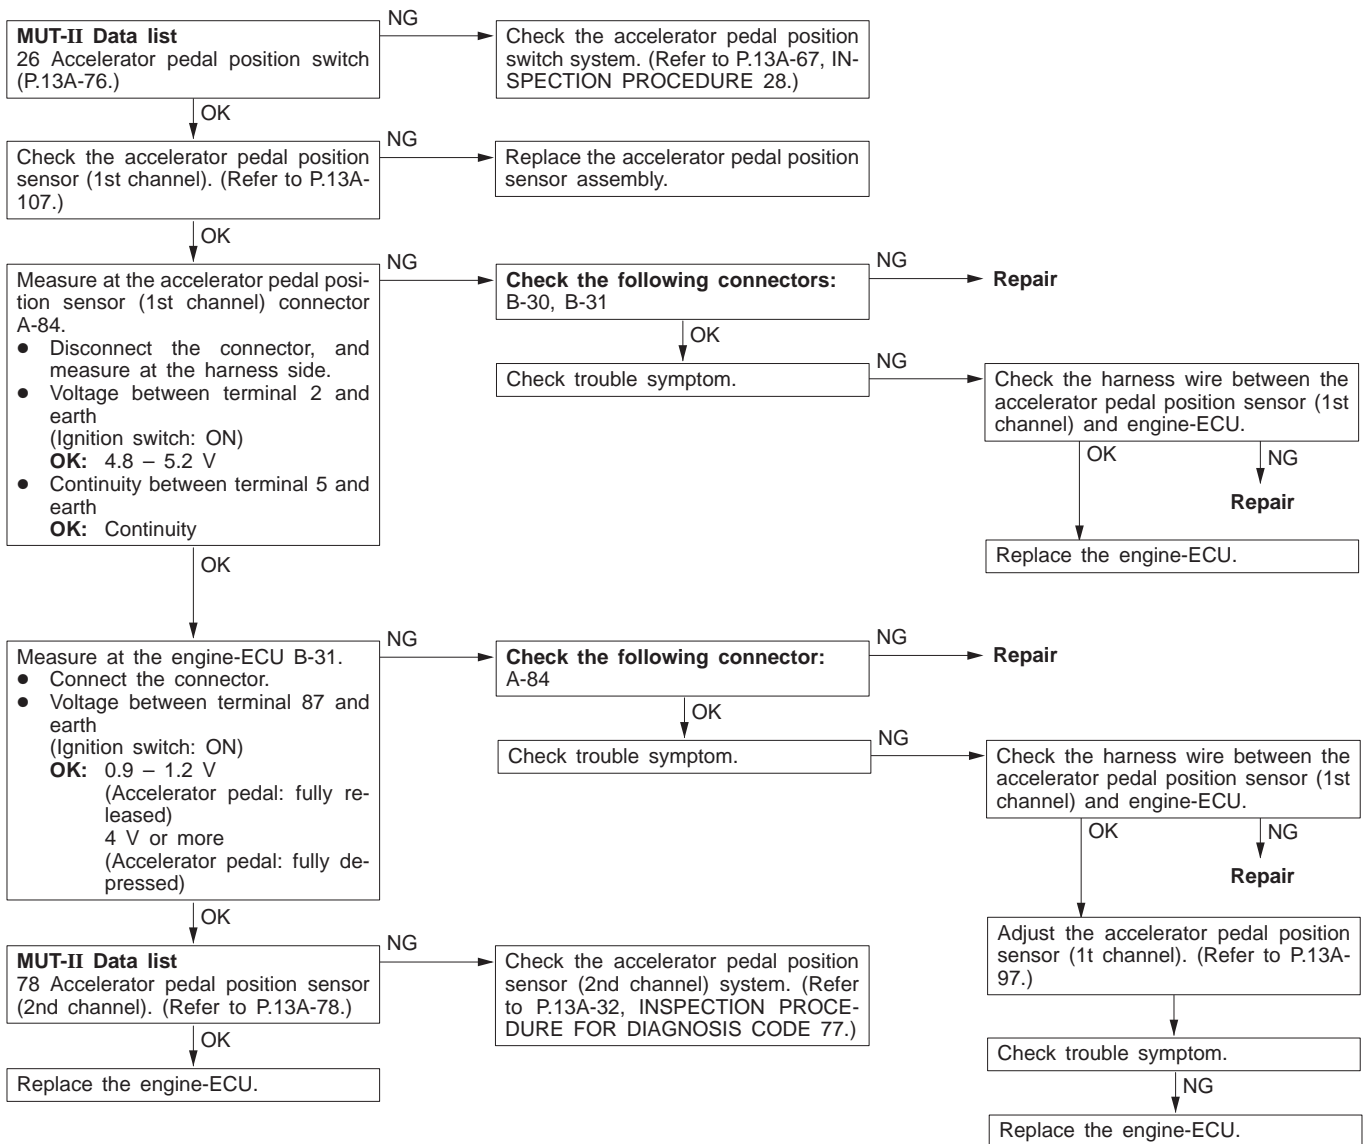 MUT-II Data list
26 Accelerator pedal position switch
(P.13A-76.)
NG
Check the accelerator pedal position
switch system. (Refer to P.13A-67, IN-
SPECTION PROCEDURE 28.)
OK
Check the accelerator pedal position
sensor (1st channel). (Refer to P.13A-
107.)
NG
Replace the accelerator pedal position
sensor assembly.
OK
Measure at the accelerator pedal posi-
tion sensor (1st channel) connector
A-84.
● Disconnect the connector, and
measure at the harness side.
● Voltage between terminal 2 and
earth
(Ignition switch: ON)
OK: 4.8 – 5.2 V
● Continuity between terminal 5 and
earth
OK: Continuity
NG
Check the following connectors:
B-30, B-31
NG
Repair
OK
Check trouble symptom.
NG
Check the harness wire between the
accelerator pedal position sensor (1st
channel) and engine-ECU.
OK
NG
Repair
Replace the engine-ECU.
OK
Measure at the engine-ECU B-31.
● Connect the connector.
● Voltage between terminal 87 and
earth
(Ignition switch: ON)
OK: 0.9 – 1.2 V
(Accelerator pedal: fully re-
leased)
4 V or more
(Accelerator pedal: fully de-
pressed)
NG
Check the following connector:
A-84
NG
Repair
OK
Check trouble symptom.
NG
Check the harness wire between the
accelerator pedal position sensor (1st
channel) and engine-ECU.
OK
NG
Repair
Adjust the accelerator pedal position
sensor (1t channel). (Refer to P.13A-
97.)
Check trouble symptom.
NG
Replace the engine-ECU.
OK
MUT-II Data list
78 Accelerator pedal position sensor
(2nd channel). (Refer to P.13A-78.)
NG
Check the accelerator pedal position
sensor (2nd channel) system. (Refer
to P.13A-32, INSPECTION PROCE-
DURE FOR DIAGNOSIS CODE 77.)
OK
Replace the engine-ECU.